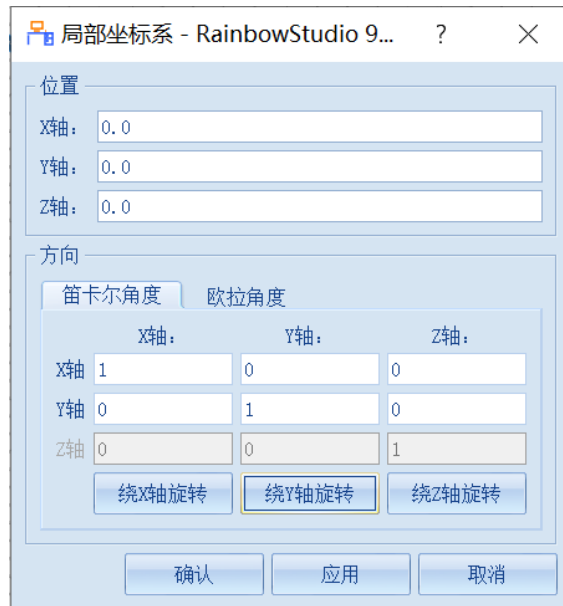 局部坐标系 - RainbowStudio 9... ?
位置
X轴： 0.0
Y轴： 0.0
Z轴： 0.0
方向
笛卡尔角度 欧拉角度
X轴： Y轴： Z轴：
X轴 1 0 0
Y轴 0 1 0
Z轴 0 0 1
绕X轴旋转 绕Y轴旋转 绕Z轴旋转
确认 应用 取消